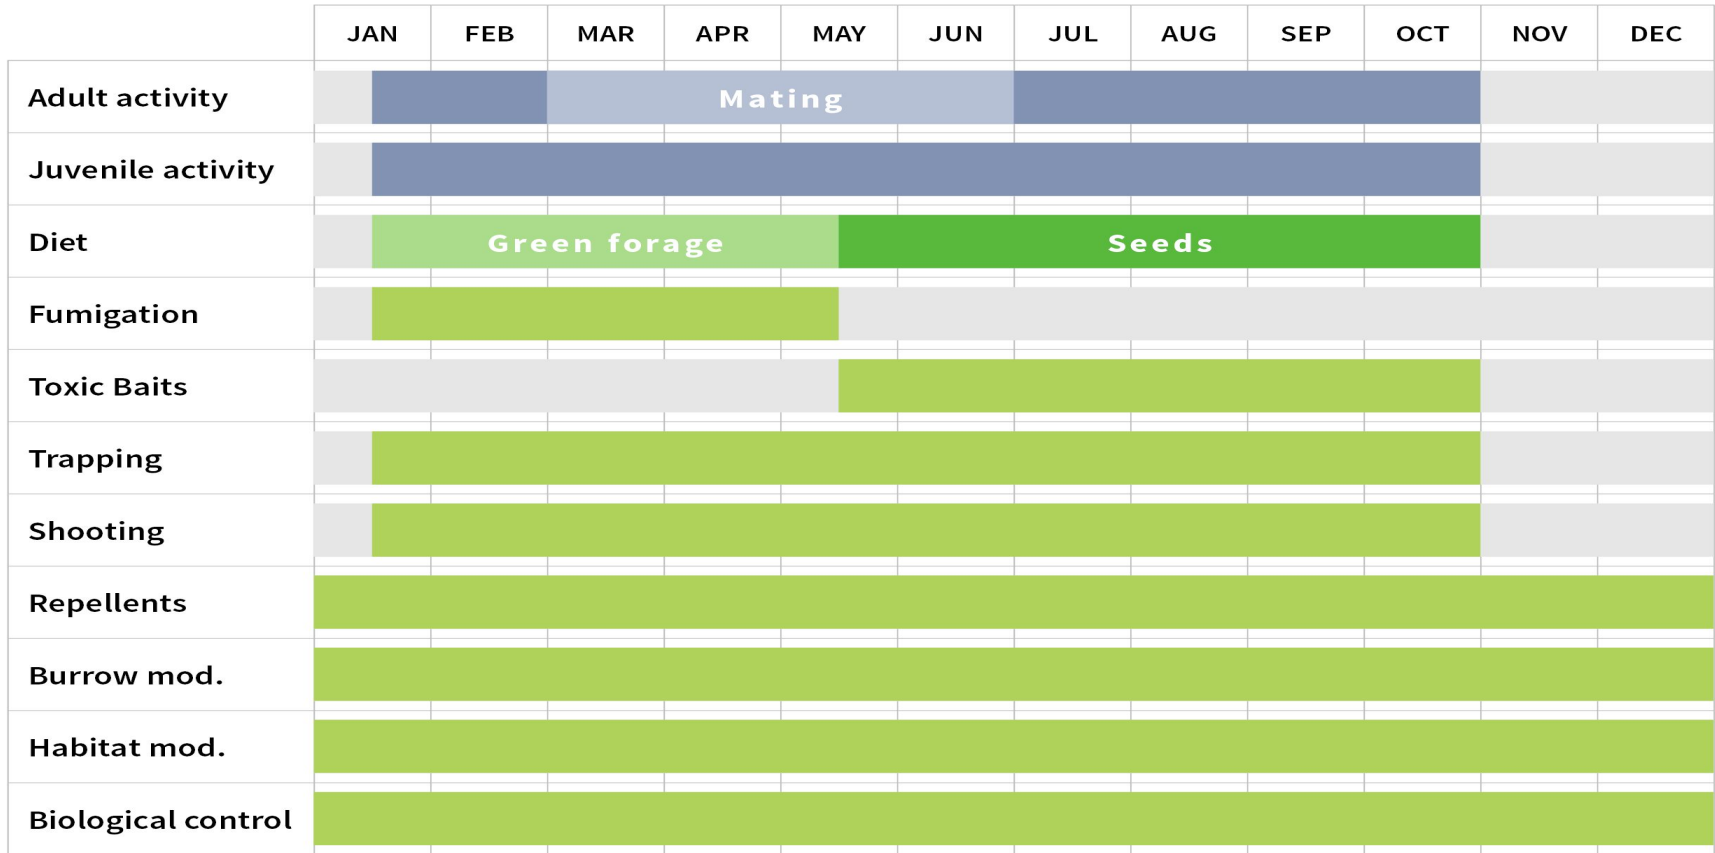 JAN FEB MAR APR MAY JUN JUL AUG SEP OCT NOV DEC
Adult activity Mating
Juvenile activity
Diet Green forage Seeds
Fumigation
Toxic Baits
Trapping
Shooting
Repellents
Burrow mod.
Habitat mod.
Biological control